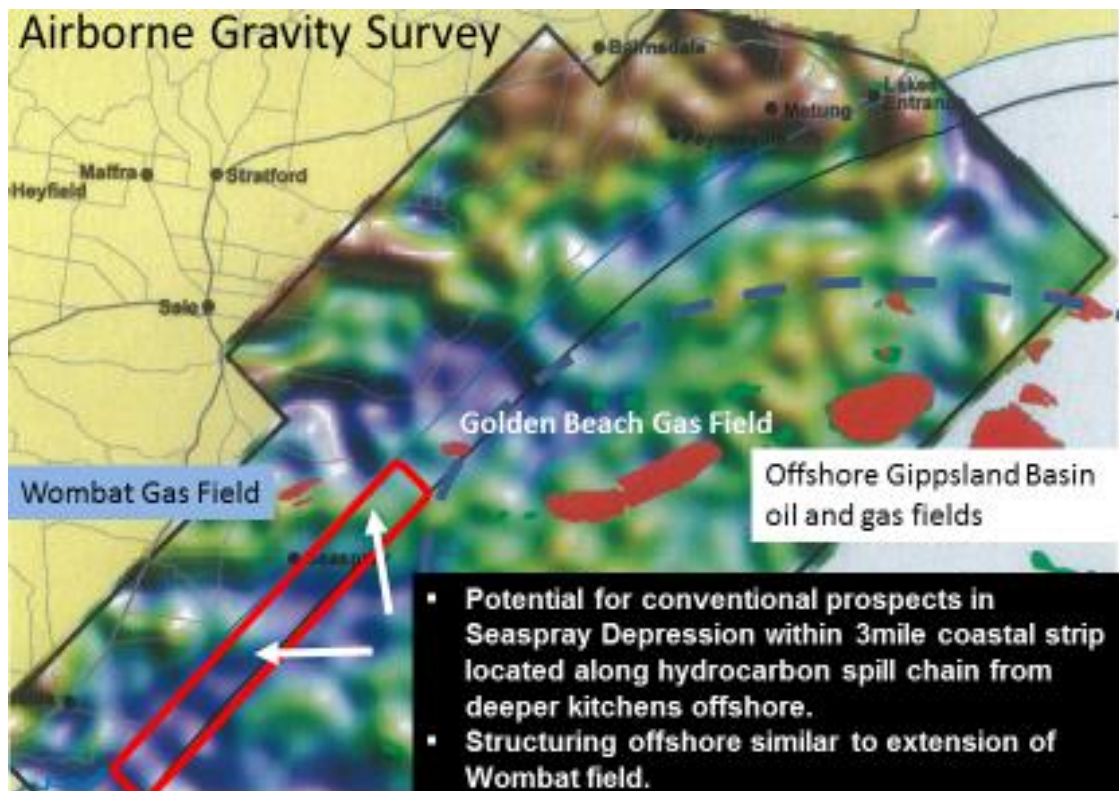 Airborne Gravity Survey
Bairnsdale
Lakes
Entrance
Metung
Maffra
Stratford
Heyfield
Sale
Golden Beach Gas Field
Wombat Gas Field
Offshore Gippsland Basin
oil and gas fields
▪ Potential for conventional prospects in
Seaspray Depression within 3mile coastal strip
located along hydrocarbon spill chain from
deeper kitchens offshore.
▪ Structuring offshore similar to extension of
Wombat field.